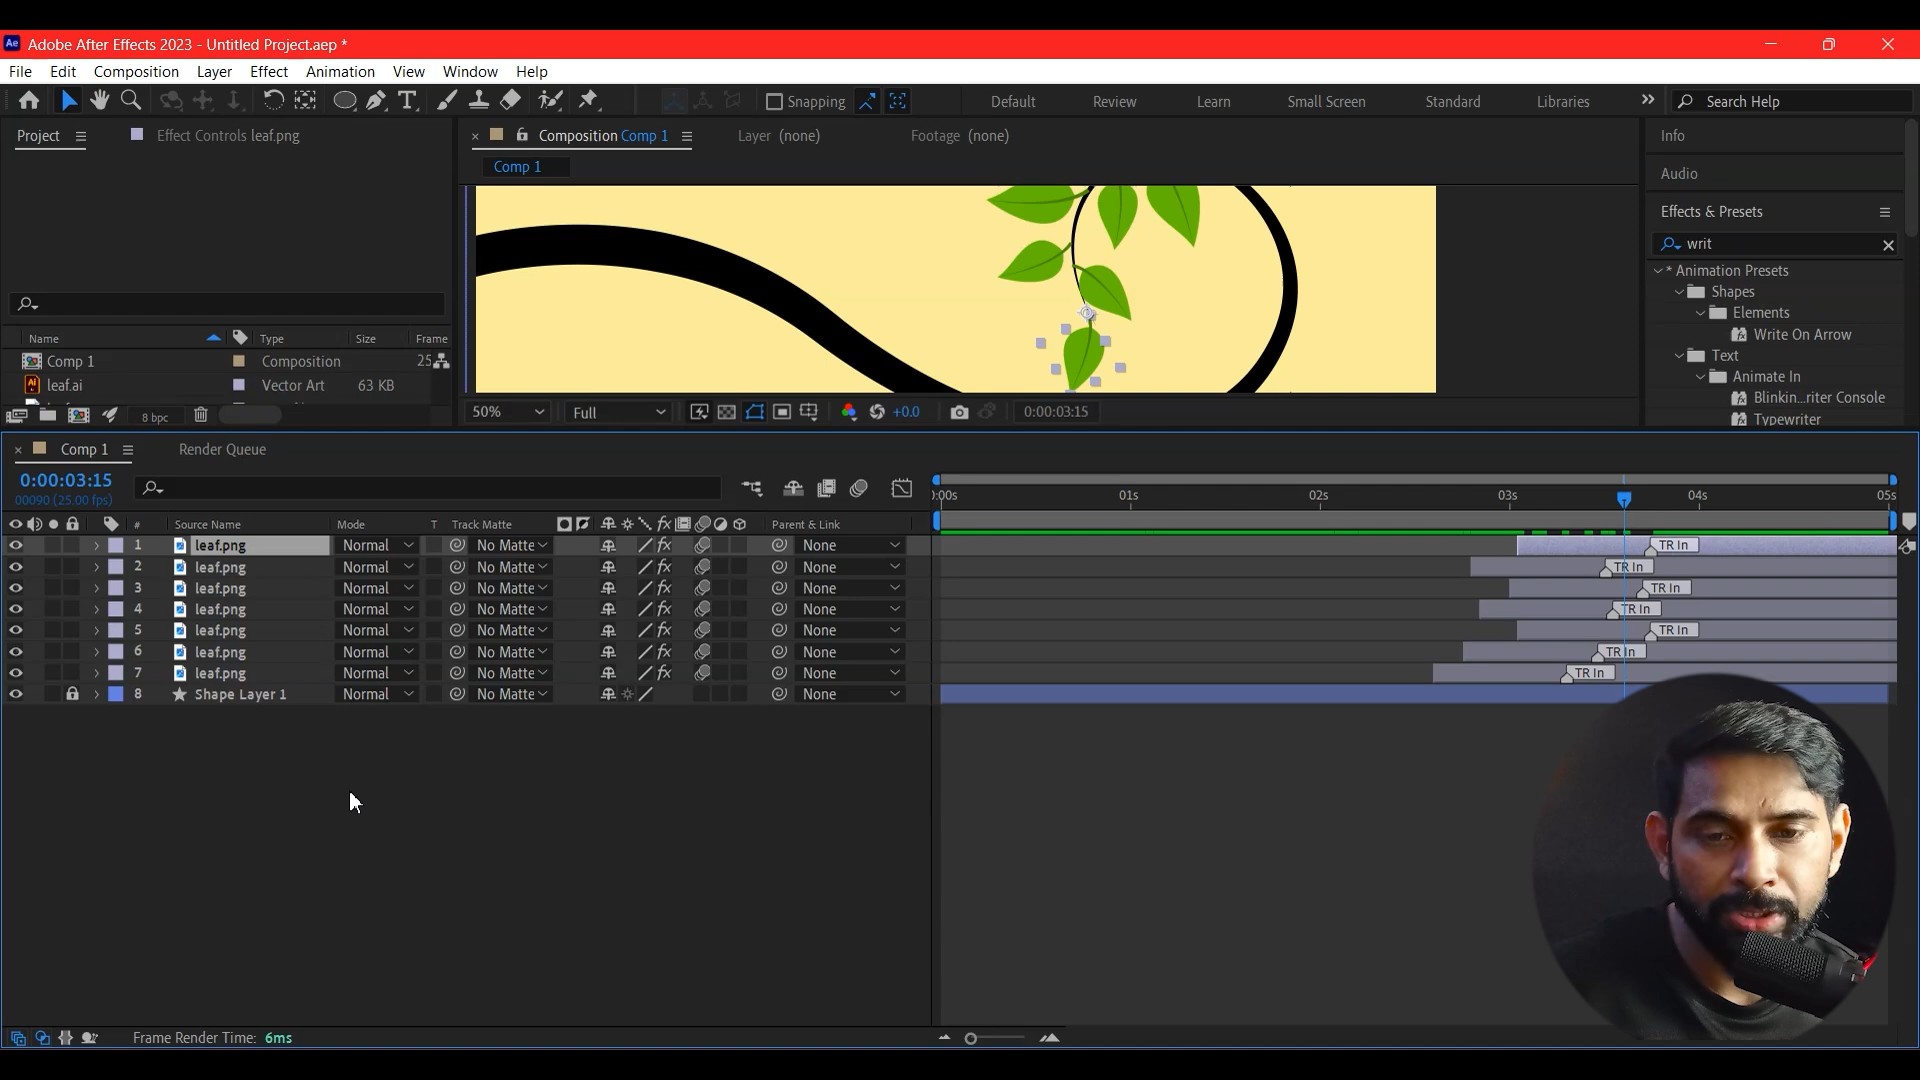 Ae Adobe After Effects 2023 - Untitled Project.aep *
File Edit Composition Layer Effect Animation View Window Help
Snapping Default Review Learn Small Screen Standard Libraries Search Help
Project Effect Controls leaf.png
Composition Comp 1 Layer (none) Footage (none)
Comp 1
Info
Audio
Effects & Presets
writ
* Animation Presets
Shapes
Elements
Write On Arrow
Text
Animate In
Blinkin...riter Console
Typewriter
Name Type Size Frame
Comp 1 Composition 25
leaf.ai Vector Art 63 KB
8 bpc
50% Full +0.0 0:00:03:15
Comp 1 Render Queue
0:00:03:15
00090 (25.00 fps)
):00s 01s 02s 03s 04s 05s
# Source Name Mode T Track Matte Parent & Link
1 leaf.png Normal No Matte None TR In
2 leaf.png Normal No Matte None TR In
3 leaf.png Normal No Matte None TR In
4 leaf.png Normal No Matte None TR In
5 leaf.png Normal No Matte None TR In
6 leaf.png Normal No Matte None TR In
7 leaf.png Normal No Matte None TR In
8 Shape Layer 1 Normal No Matte None
Frame Render Time: 6ms